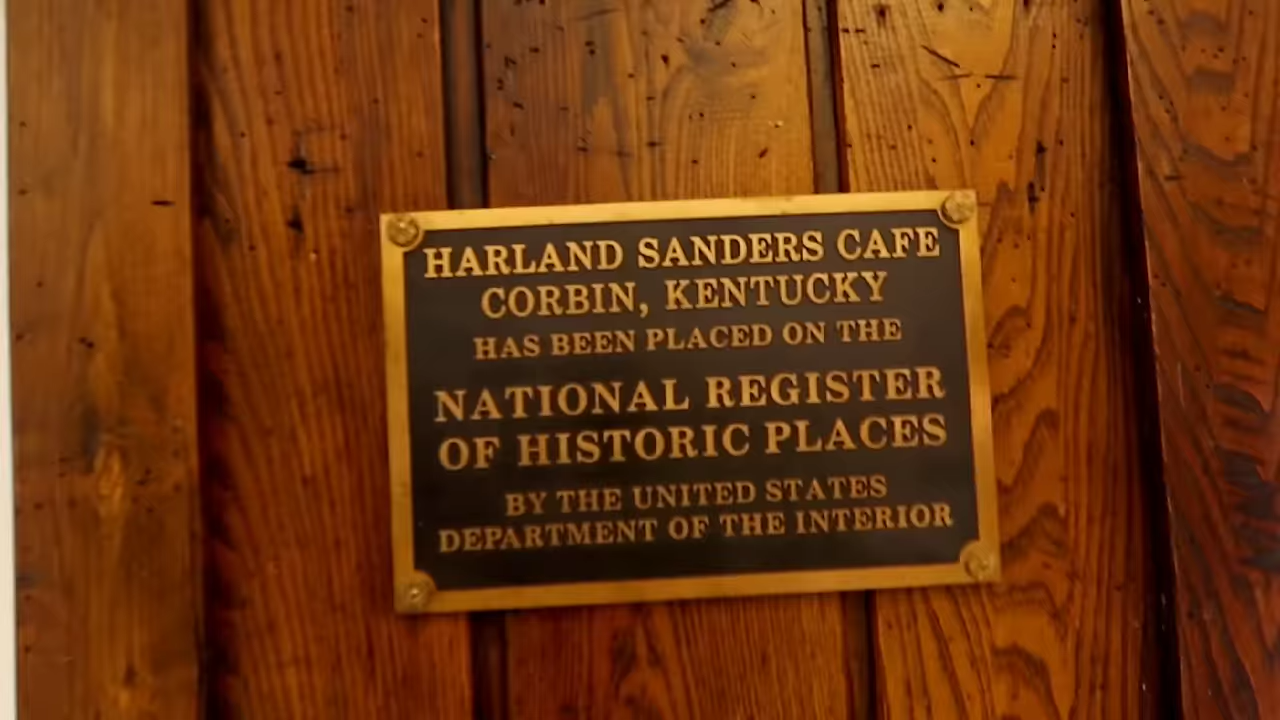 HARLAND SANDERS CAFE
CORBIN, KENTUCKY
HAS BEEN PLACED ON THE
NATIONAL REGISTER
OF HISTORIC PLACES
BY THE UNITED STATES
DEPARTMENT OF THE INTERIOR